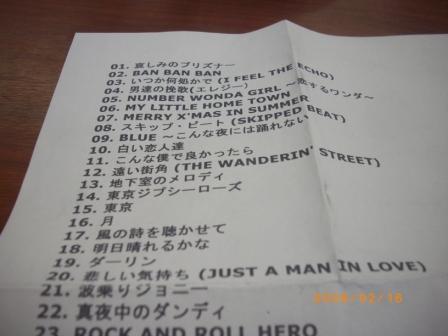 01. 哀しみのプリズナー
02. BAN BAN BAN
03. いつか何処かで (I FEEL THE ECHO)
04. 男達の挽歌(エレジー)
05. NUMBER WONDA GIRL ~恋するワンダ~
06. MY LITTLE HOME TOWN
07. MERRY X'MAS IN SUMMER
08. スキップ・ビート (SKIPPED BEAT)
09. BLUE ~こんな夜には踊れない
10. 白い恋人達
11. こんな僕で良かったら
12. 遠い街角 (THE WANDERIN' STREET)
13. 地下室のメロディ
14. 東京ジプシーローズ
15. 東京
16. 月
17. 風の詩を聴かせて
18. 明日晴れるかな
19. ダーリン
20. 悲しい気持ち (JUST A MAN IN LOVE)
21. 波乗りジョニー
22. 真夜中のダンディ
23. ROCK AND ROLL HERO